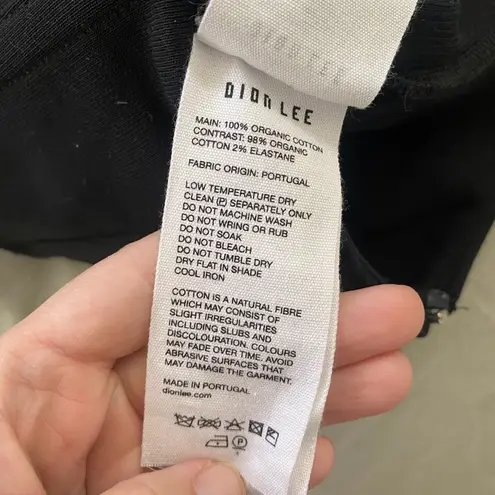 DION LEE
DION LEE
MAIN: 100% ORGANIC COTTON
CONTRAST: 98% ORGANIC
COTTON 2% ELASTANE
FABRIC ORIGIN: PORTUGAL
LOW TEMPERATURE DRY
CLEAN Ⓟ SEPARATELY ONLY
DO NOT MACHINE WASH
DO NOT WRING OR RUB
DO NOT SOAK
DO NOT BLEACH
DO NOT TUMBLE DRY
DRY FLAT IN SHADE
COOL IRON
COTTON IS A NATURAL FIBRE
WHICH MAY CONSIST OF
SLIGHT IRREGULARITIES
INCLUDING SLUBS AND
DISCOLOURATION. COLOURS
MAY FADE OVER TIME. AVOID
ABRASIVE SURFACES THAT
MAY DAMAGE THE GARMENT.
MADE IN PORTUGAL
dionlee.com
P